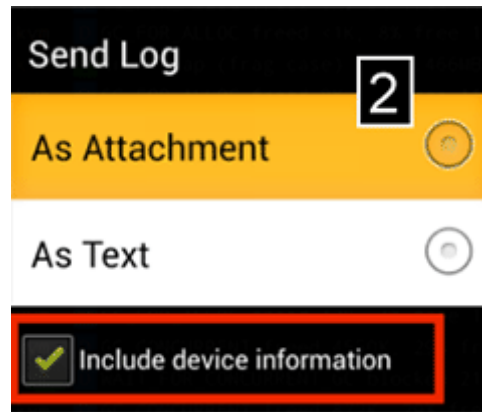 Send Log
2
As Attachment
As Text
Include device information